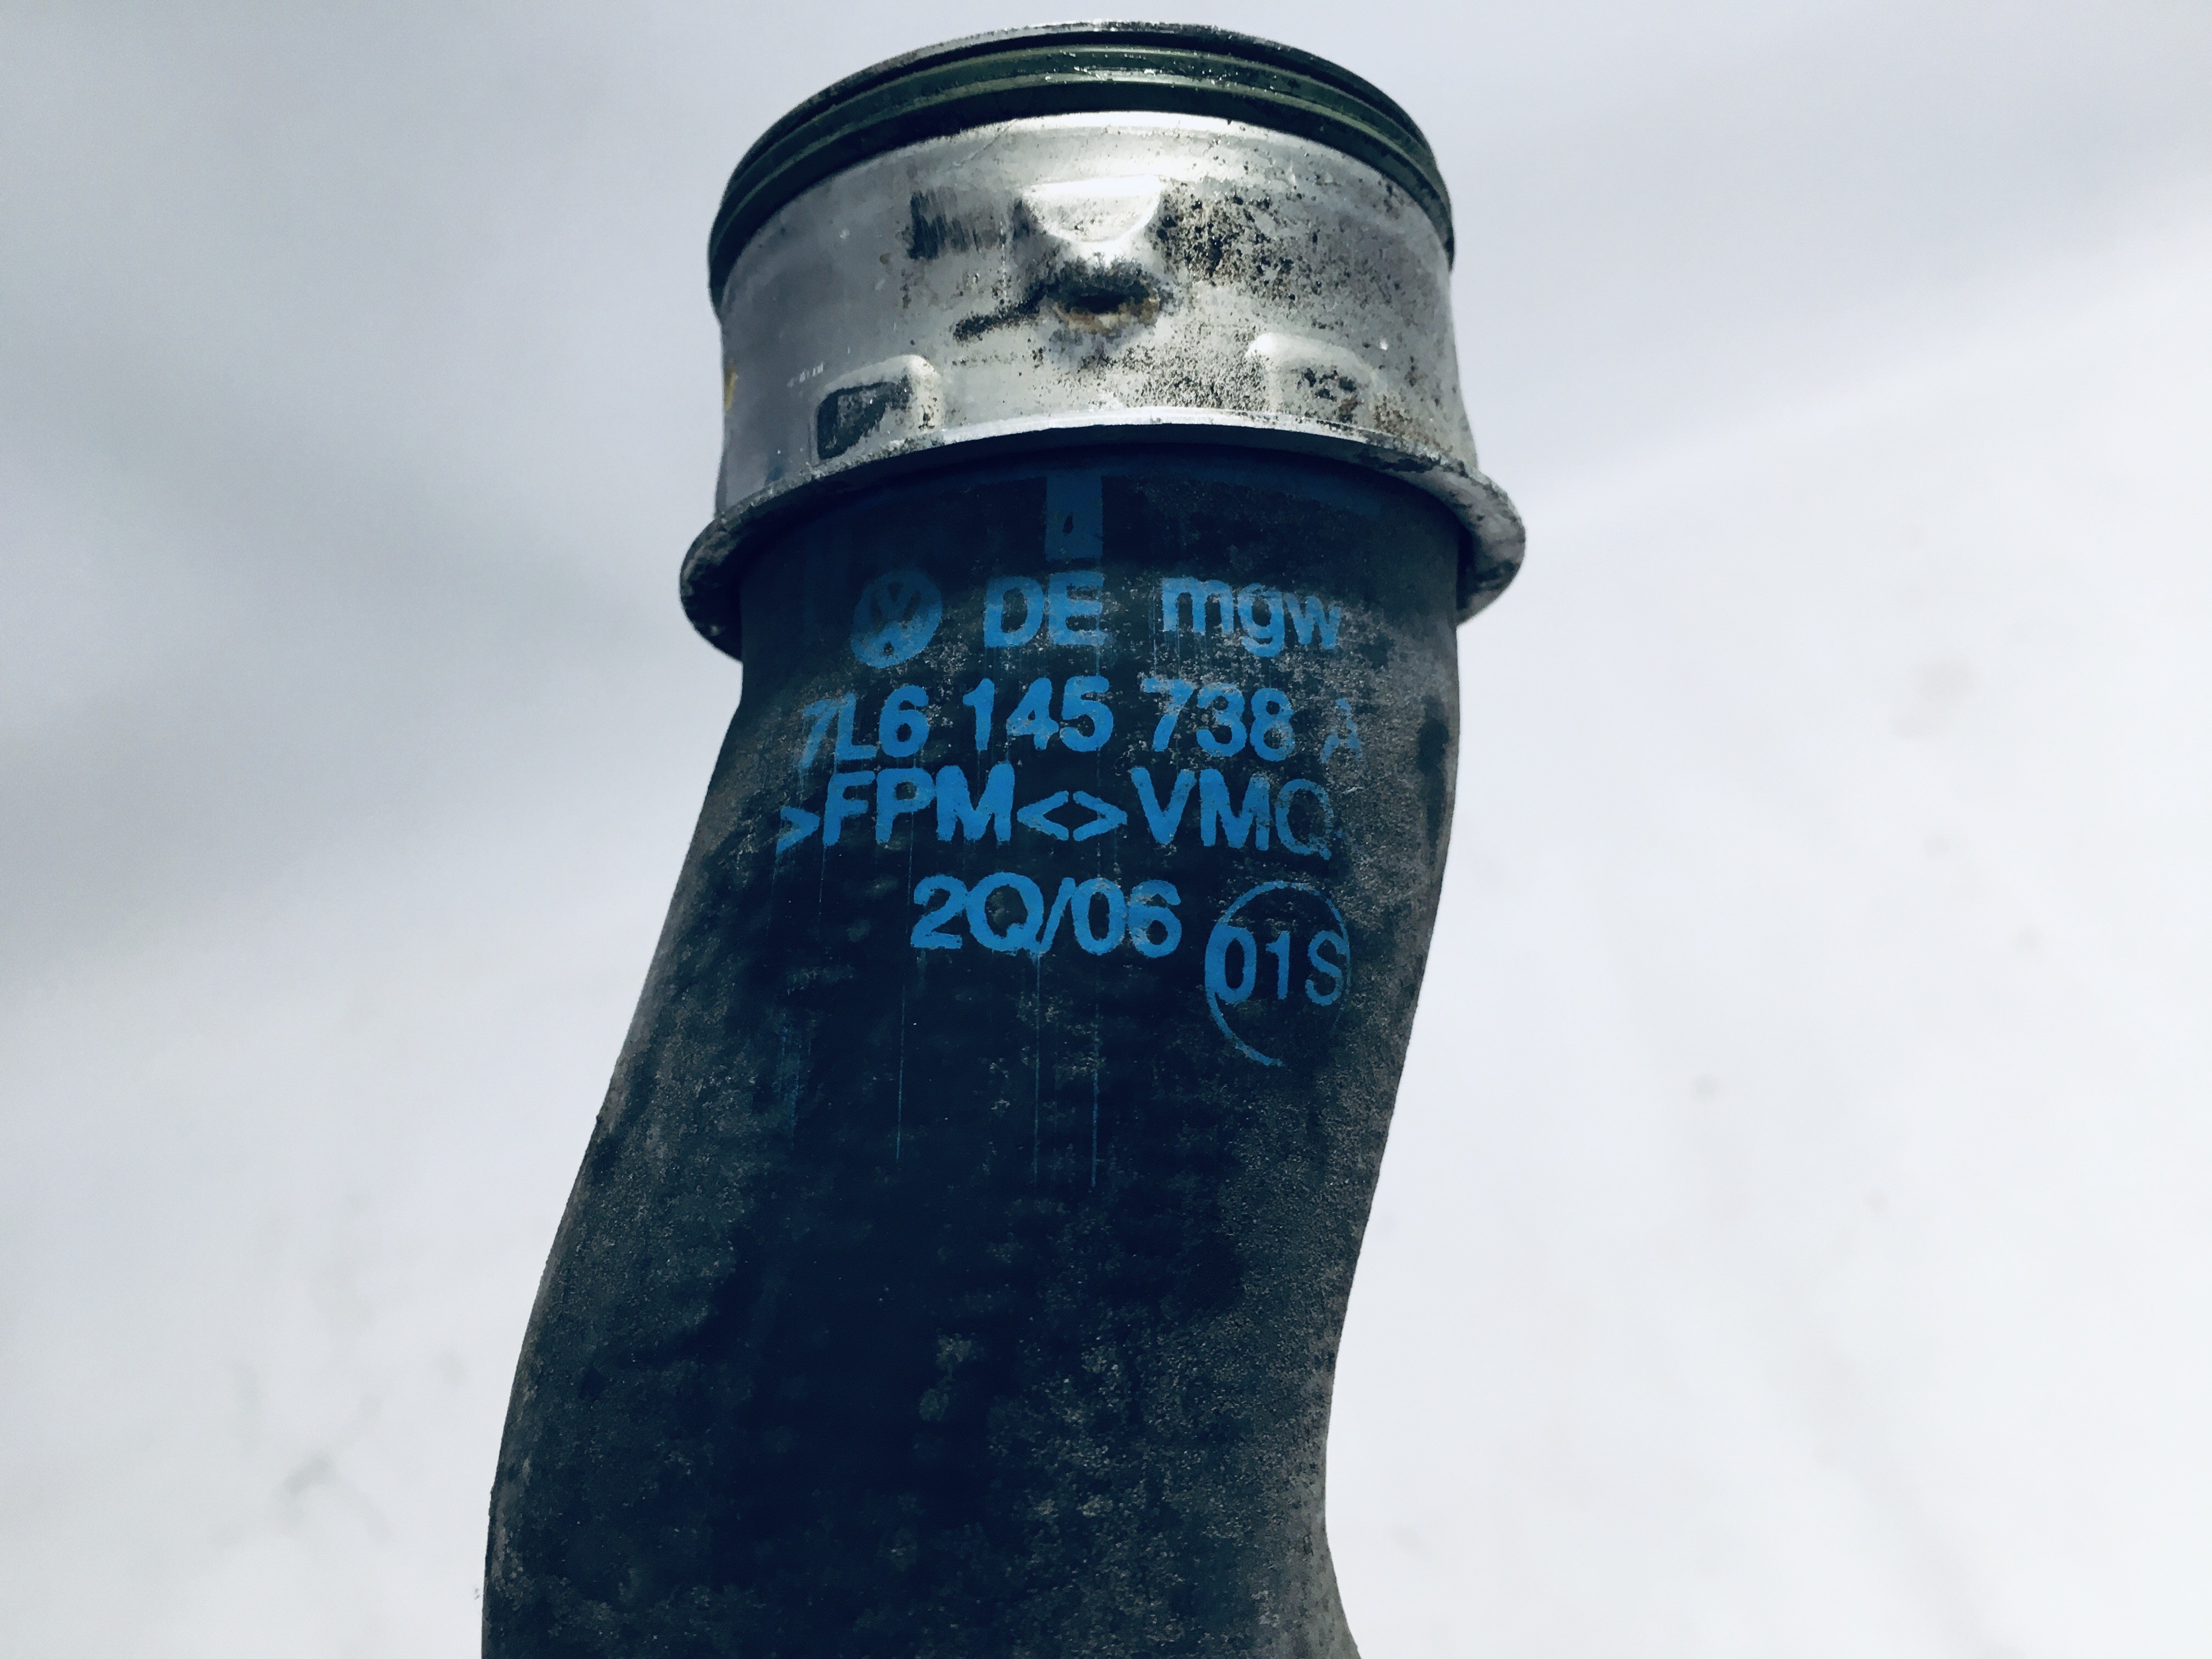 DE mgw
7L6 145 738 A
>FPM<>VMQ
2Q/06
01S